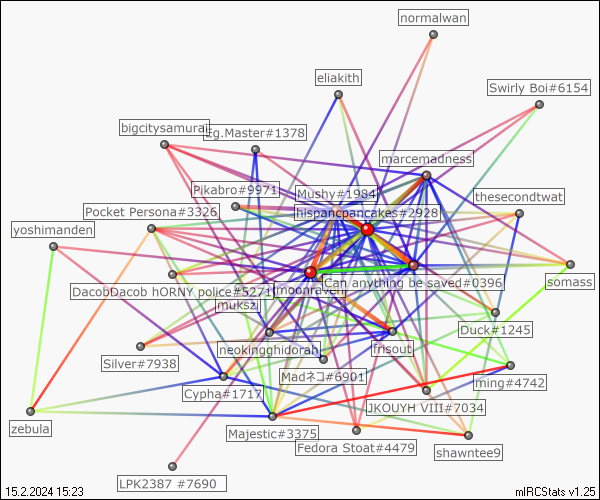 normalwan
eliakith
Swirly Boi#6154
bigcitysamurai
Eg.Master#1378
marcemadness
Pikabro#9971
Mushy#1984
thesecondtwat
Pocket Persona#3326
hispancpancakes#2928
yoshimanden
moonraven
Can anything be saved#0396
somass
DacobDacob hORNY police#5271
mukszi
Duck#1245
neokingghidorah
frisout
Silver#7938
Madネコ#6901
ming#4742
Cypha#1717
JKOUYH VIII#7034
zebula
Majestic#3375
Fedora Stoat#4479
shawntee9
LPK2387 #7690
15.2.2024 15:23
mIRCStats v1.25